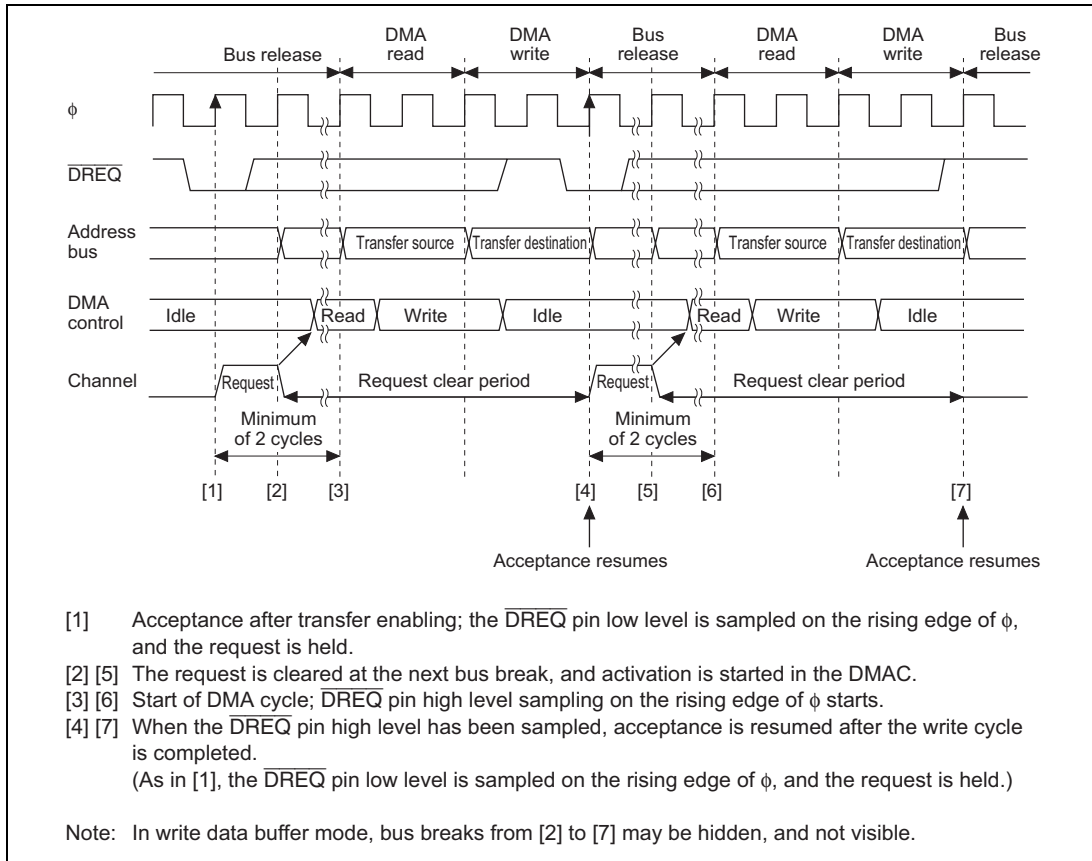 Bus release
DMA read
DMA write
Bus release
DMA read
DMA write
Bus release
ϕ
DREQ
Address bus
Transfer source
Transfer destination
Transfer source
Transfer destination
DMA control
Idle
Read
Write
Idle
Read
Write
Idle
Channel
Request
Request clear period
Request
Request clear period
Minimum of 2 cycles
Minimum of 2 cycles
[1] [2] [3] [4] [5] [6] [7]
Acceptance resumes
Acceptance resumes
[1] Acceptance after transfer enabling; the DREQ pin low level is sampled on the rising edge of ϕ,
and the request is held.
[2] [5] The request is cleared at the next bus break, and activation is started in the DMAC.
[3] [6] Start of DMA cycle; DREQ pin high level sampling on the rising edge of ϕ starts.
[4] [7] When the DREQ pin high level has been sampled, acceptance is resumed after the write cycle
is completed.
(As in [1], the DREQ pin low level is sampled on the rising edge of ϕ, and the request is held.)
Note: In write data buffer mode, bus breaks from [2] to [7] may be hidden, and not visible.